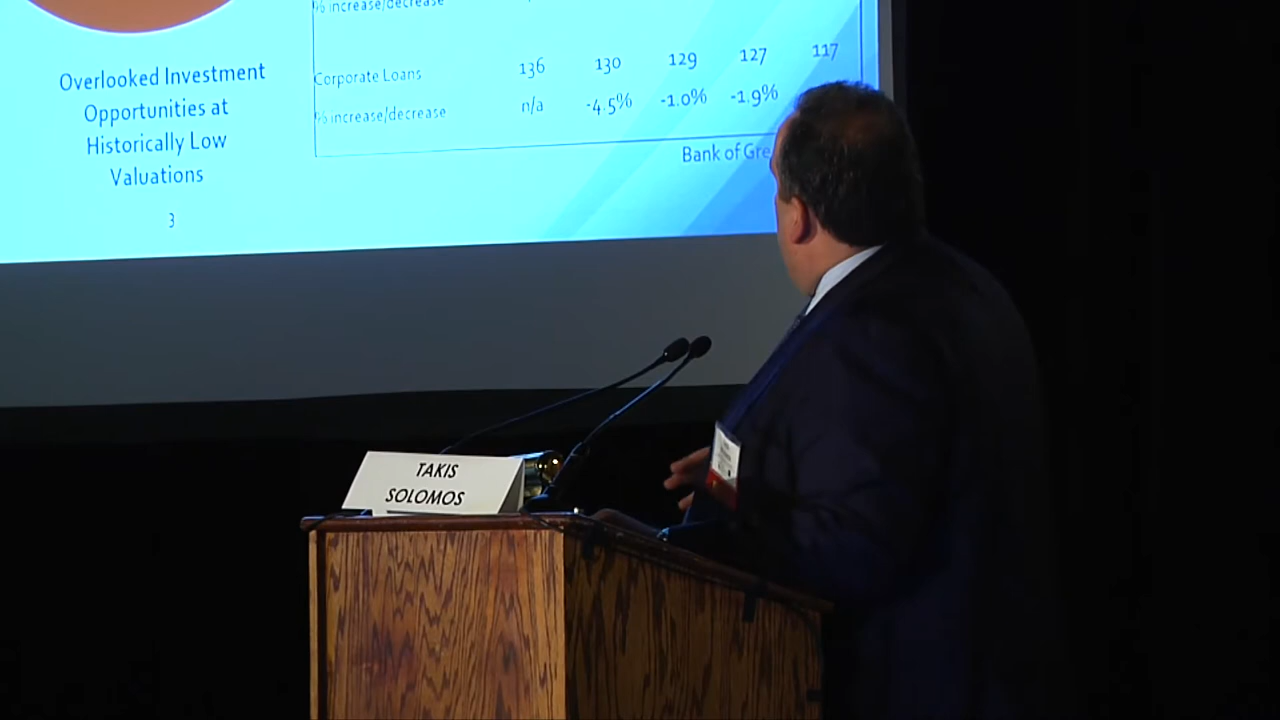 % increase/decrease
Corporate Loans 136 130 129 127 117
% increase/decrease n/a -4.5% -1.0% -1.9%
Bank of
Overlooked Investment
Opportunities at
Historically Low
Valuations
3
TAKIS
SOLOMOS